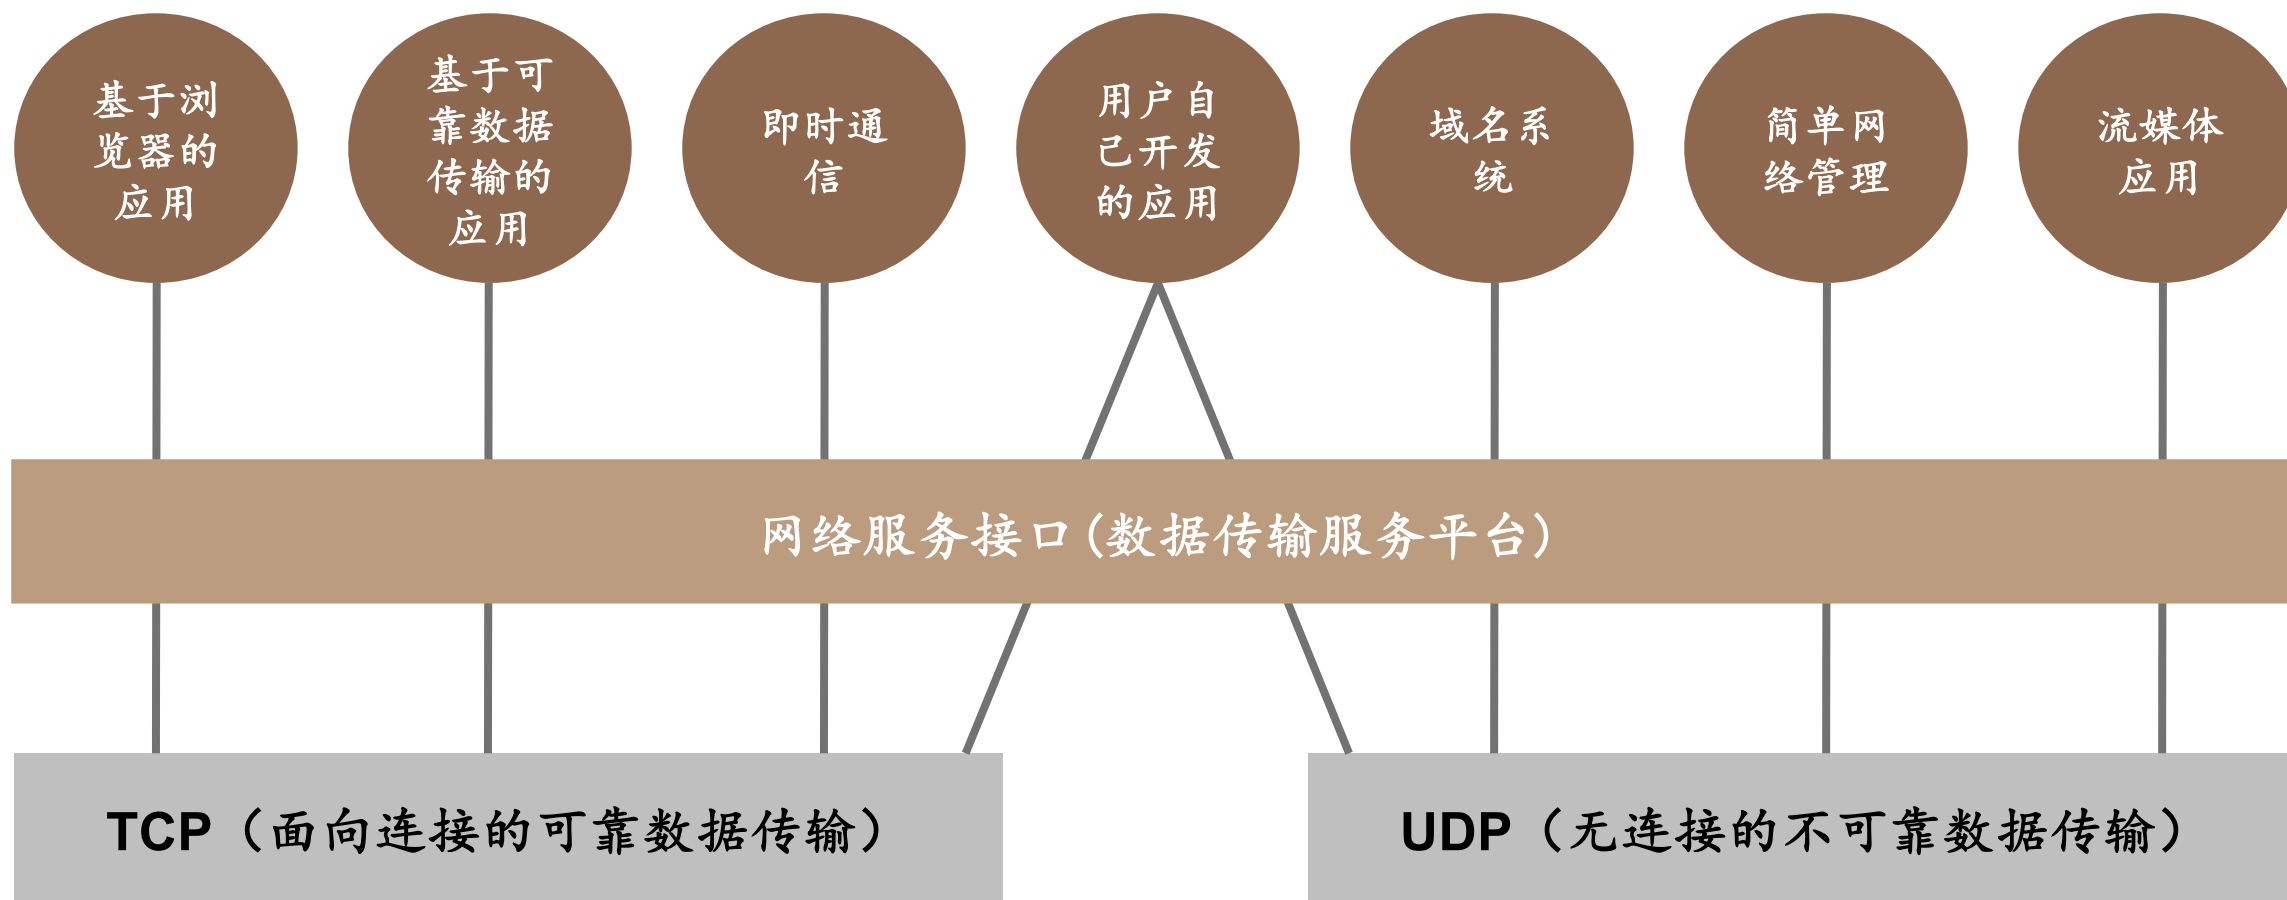 基于浏
览器的
应用
基于可
靠数据
传输的
应用
即时通
信
用户自
己开发
的应用
域名系
统
简单网
络管理
流媒体
应用
网络服务接口(数据传输服务平台)
TCP（面向连接的可靠数据传输）
UDP（无连接的不可靠数据传输）